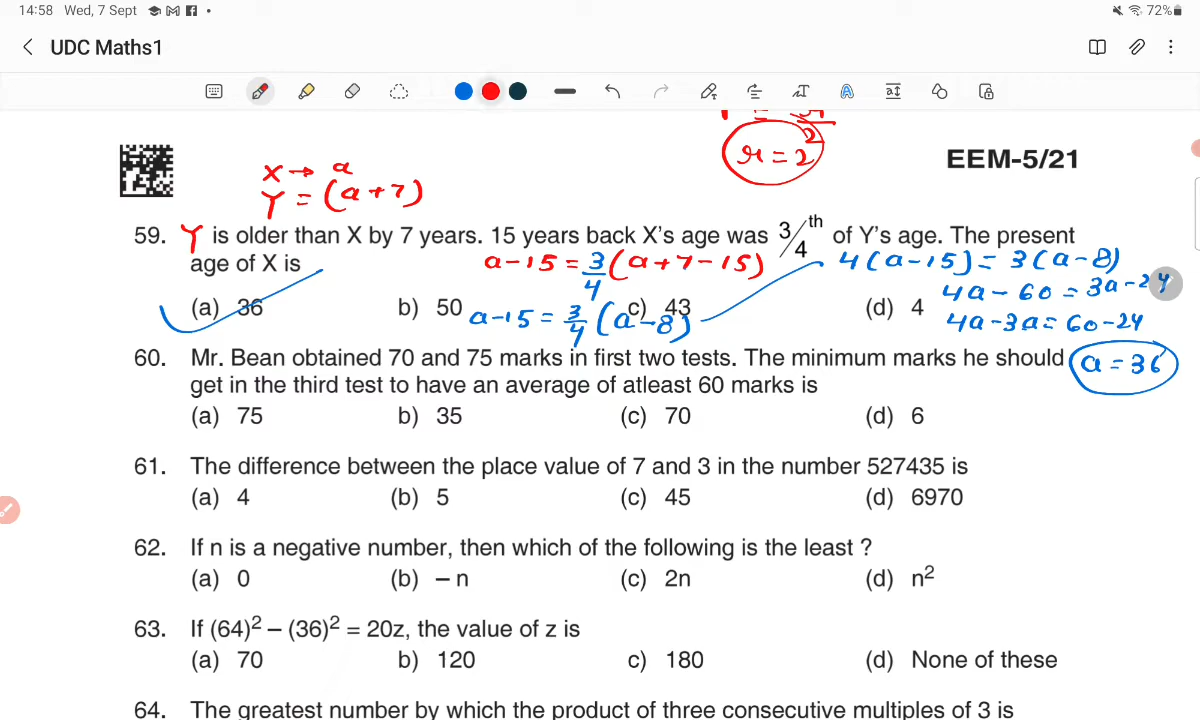 14:58 Wed, 7 Sept 72%
UDC Maths1
r = 2
EEM-5/21
X → a
Y = (a+7)
59. Y is older than X by 7 years. 15 years back X's age was 3/4 th of Y's age. The present
age of X is
a-15 = 3/4 (a+7-15)
4(a-15) = 3(a-8)
(a) 36 b) 50 c) 43 (d) 4
a-15 = 3/4 (a-8)
4a-60 = 3a-24
4a-3a = 60-24
a = 36
60. Mr. Bean obtained 70 and 75 marks in first two tests. The minimum marks he should
get in the third test to have an average of atleast 60 marks is
(a) 75 b) 35 (c) 70 (d) 6
61. The difference between the place value of 7 and 3 in the number 527435 is
(a) 4 (b) 5 (c) 45 (d) 6970
62. If n is a negative number, then which of the following is the least ?
(a) 0 (b) – n (c) 2n (d) n²
63. If (64)² – (36)² = 20z, the value of z is
(a) 70 b) 120 c) 180 (d) None of these
64. The greatest number by which the product of three consecutive multiples of 3 is